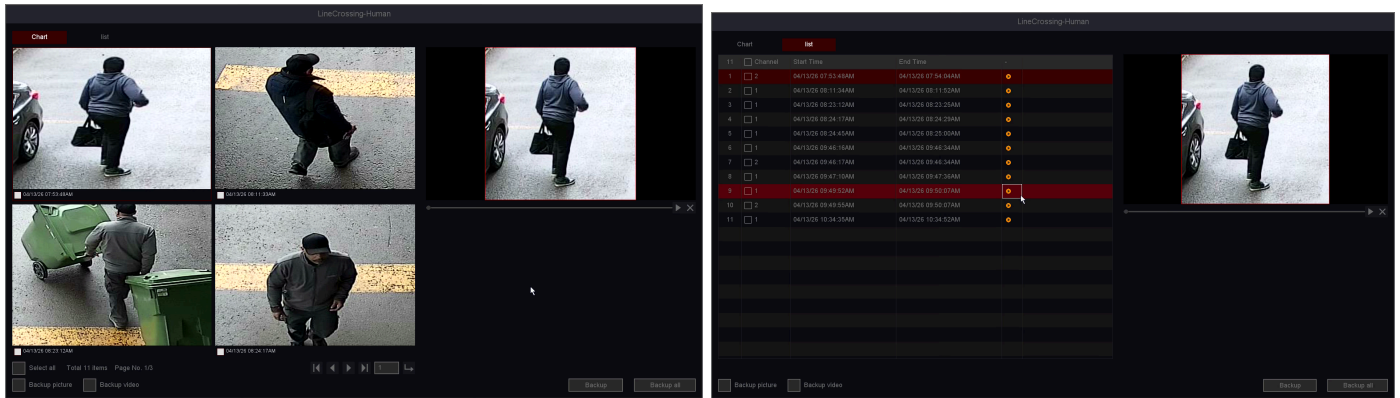 LineCrossing-Human
Chart list
04/13/26 07:53:48AM 04/13/26 08:11:33AM
04/13/26 08:23:12AM 04/13/26 08:24:17AM
Select all Total 11 items Page No. 1/3 1
Backup picture Backup video Backup Backup all
LineCrossing-Human
Chart list
11 Channel Start Time End Time -
1 2 04/13/26 07:53:48AM 04/13/26 07:54:04AM
2 1 04/13/26 08:11:34AM 04/13/26 08:11:52AM
3 1 04/13/26 08:23:12AM 04/13/26 08:23:25AM
4 1 04/13/26 08:24:17AM 04/13/26 08:24:29AM
5 1 04/13/26 08:24:45AM 04/13/26 08:25:00AM
6 1 04/13/26 09:46:16AM 04/13/26 09:46:34AM
7 2 04/13/26 09:46:17AM 04/13/26 09:46:34AM
8 1 04/13/26 09:47:10AM 04/13/26 09:47:36AM
9 1 04/13/26 09:49:52AM 04/13/26 09:50:07AM
10 2 04/13/26 09:49:55AM 04/13/26 09:50:07AM
11 1 04/13/26 10:34:35AM 04/13/26 10:34:52AM
Backup picture Backup video Backup Backup all